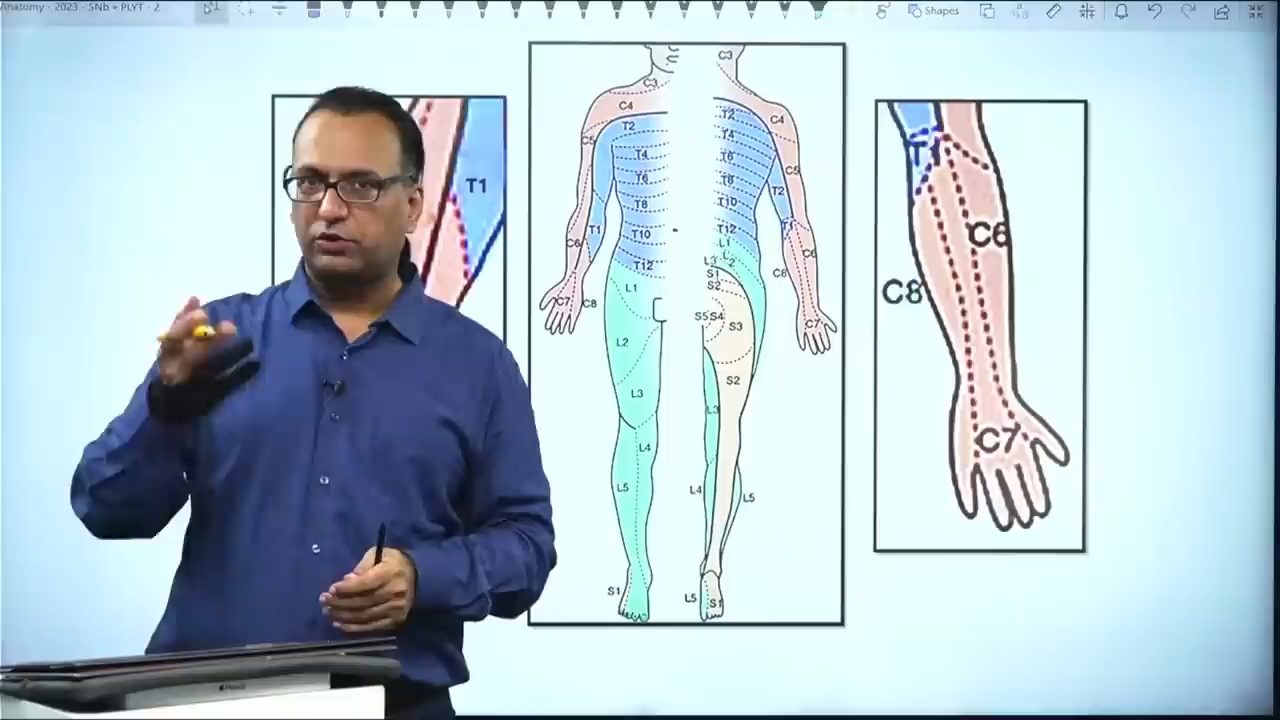 Anatomy - 2023 - SNb + PLYT - 2
Shapes
T1
C3
C4
C5
T2
T4
T6
T8
T10
T12
T1
C6
C7
C8
L1
L2
L3
L4
L5
S1
C3
T2
C4
T4
T6
C5
T8
T2
T10
T1
T12
L1
L2
L3
S1
S2
C6
C8
C7
S5
S4
S3
S2
L3
L4
L5
L5
S1
T1
C6
C8
C7